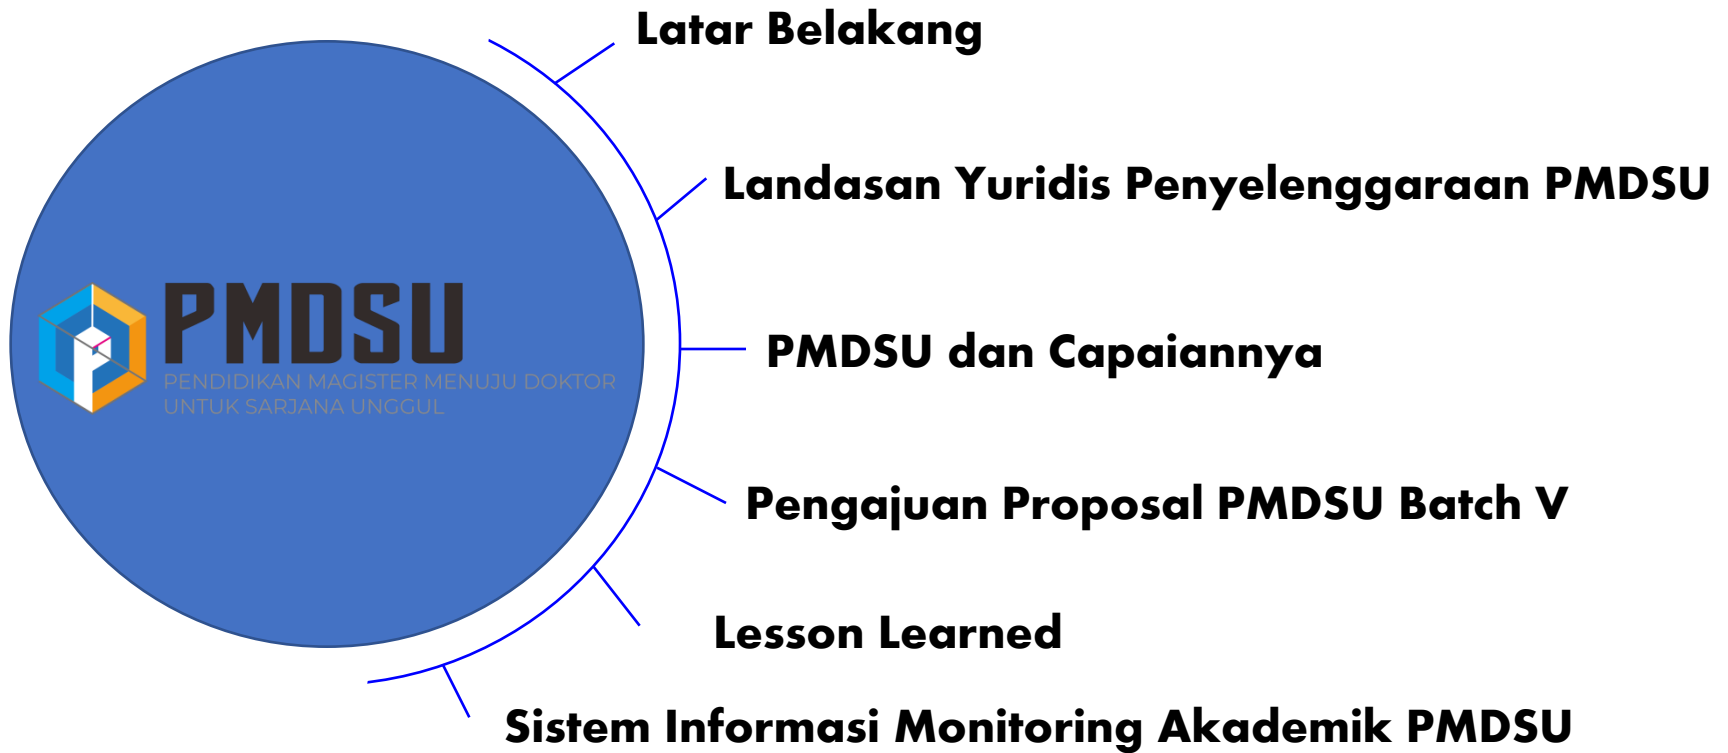 Latar Belakang
Landasan Yuridis Penyelenggaraan PMDSU
PMDSU
PENDIDIKAN MAGISTER MENUJU DOKTOR
UNTUK SARJANA UNGGUL
PMDSU dan Capaiannya
Pengajuan Proposal PMDSU Batch V
Lesson Learned
Sistem Informasi Monitoring Akademik PMDSU